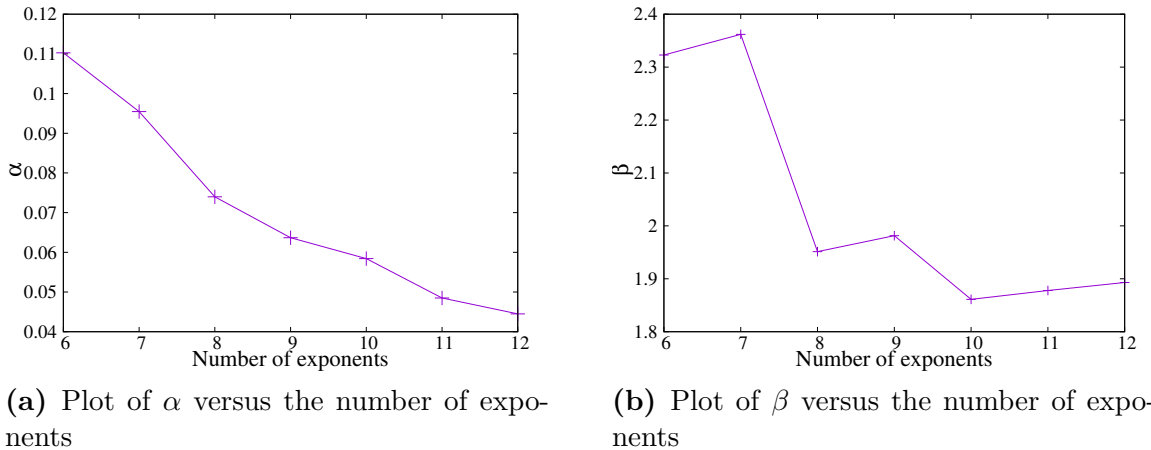 0.12
0.11
0.1
0.09
0.08
0.07
0.06
0.05
0.04
α
6 7 8 9 10 11 12
Number of exponents
(a) Plot of α versus the number of expo-
nents
2.4
2.3
2.2
2.1
2
1.9
1.8
β
6 7 8 9 10 11 12
Number of exponents
(b) Plot of β versus the number of expo-
nents